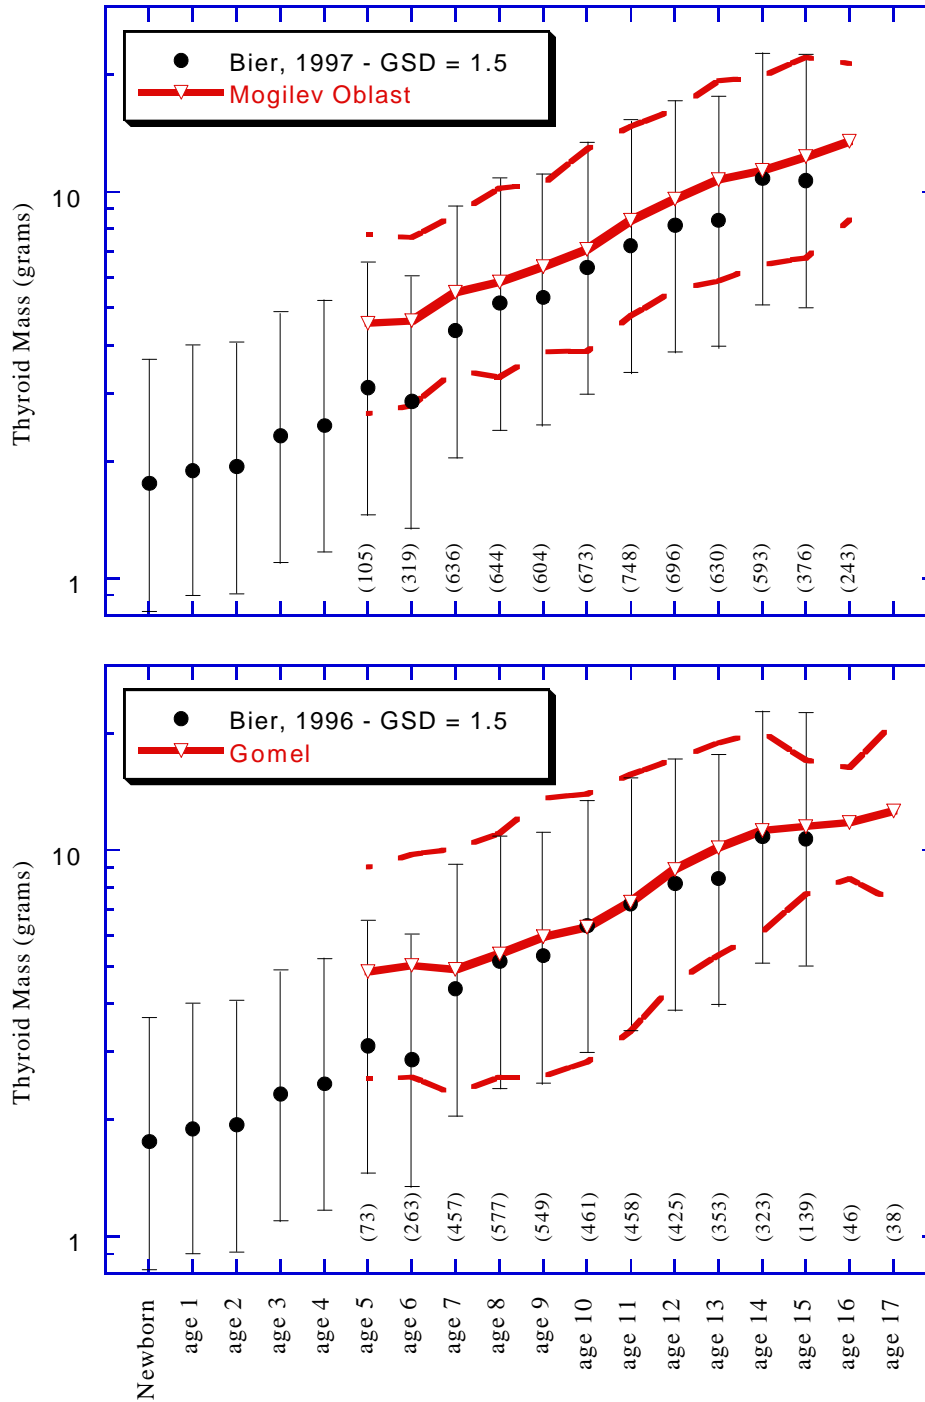 Bier, 1997 - GSD = 1.5
Mogilev Oblast
Thyroid Mass (grams)
10
1
(105)
(319)
(636)
(644)
(604)
(673)
(748)
(696)
(630)
(593)
(376)
(243)
Bier, 1996 - GSD = 1.5
Gomel
Thyroid Mass (grams)
10
1
(73)
(263)
(457)
(577)
(549)
(461)
(458)
(425)
(353)
(323)
(139)
(46)
(38)
Newborn
age 1
age 2
age 3
age 4
age 5
age 6
age 7
age 8
age 9
age 10
age 11
age 12
age 13
age 14
age 15
age 16
age 17